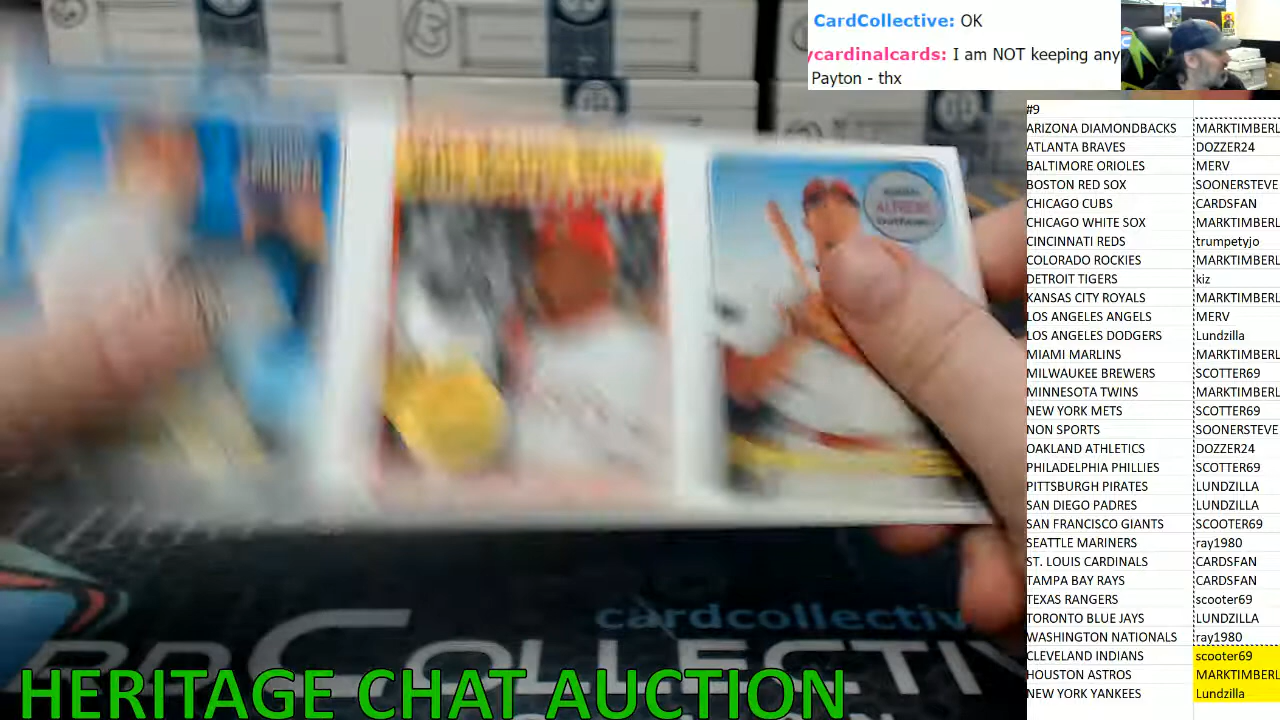 CardCollective: OK
ycardinalcards: I am NOT keeping any
Payton - thx
#9
ARIZONA DIAMONDBACKS MARKTIMBERL
ATLANTA BRAVES DOZZER24
BALTIMORE ORIOLES MERV
BOSTON RED SOX SOONERSTEVE
CHICAGO CUBS CARDSFAN
CHICAGO WHITE SOX MARKTIMBERL
CINCINNATI REDS trumpetyjo
COLORADO ROCKIES MARKTIMBERL
DETROIT TIGERS kiz
KANSAS CITY ROYALS MARKTIMBERL
LOS ANGELES ANGELS MERV
LOS ANGELES DODGERS Lundzilla
MIAMI MARLINS MARKTIMBERL
MILWAUKEE BREWERS SCOTTER69
MINNESOTA TWINS MARKTIMBERL
NEW YORK METS SCOTTER69
NON SPORTS SOONERSTEVE
OAKLAND ATHLETICS DOZZER24
PHILADELPHIA PHILLIES SCOTTER69
PITTSBURGH PIRATES LUNDZILLA
SAN DIEGO PADRES LUNDZILLA
SAN FRANCISCO GIANTS SCOOTER69
SEATTLE MARINERS ray1980
ST. LOUIS CARDINALS CARDSFAN
TAMPA BAY RAYS CARDSFAN
TEXAS RANGERS scooter69
TORONTO BLUE JAYS LUNDZILLA
WASHINGTON NATIONALS ray1980
CLEVELAND INDIANS scooter69
HOUSTON ASTROS MARKTIMBERL
NEW YORK YANKEES Lundzilla
cardcollectiv
RDCOLLECTIV
HERITAGE CHAT AUCTION